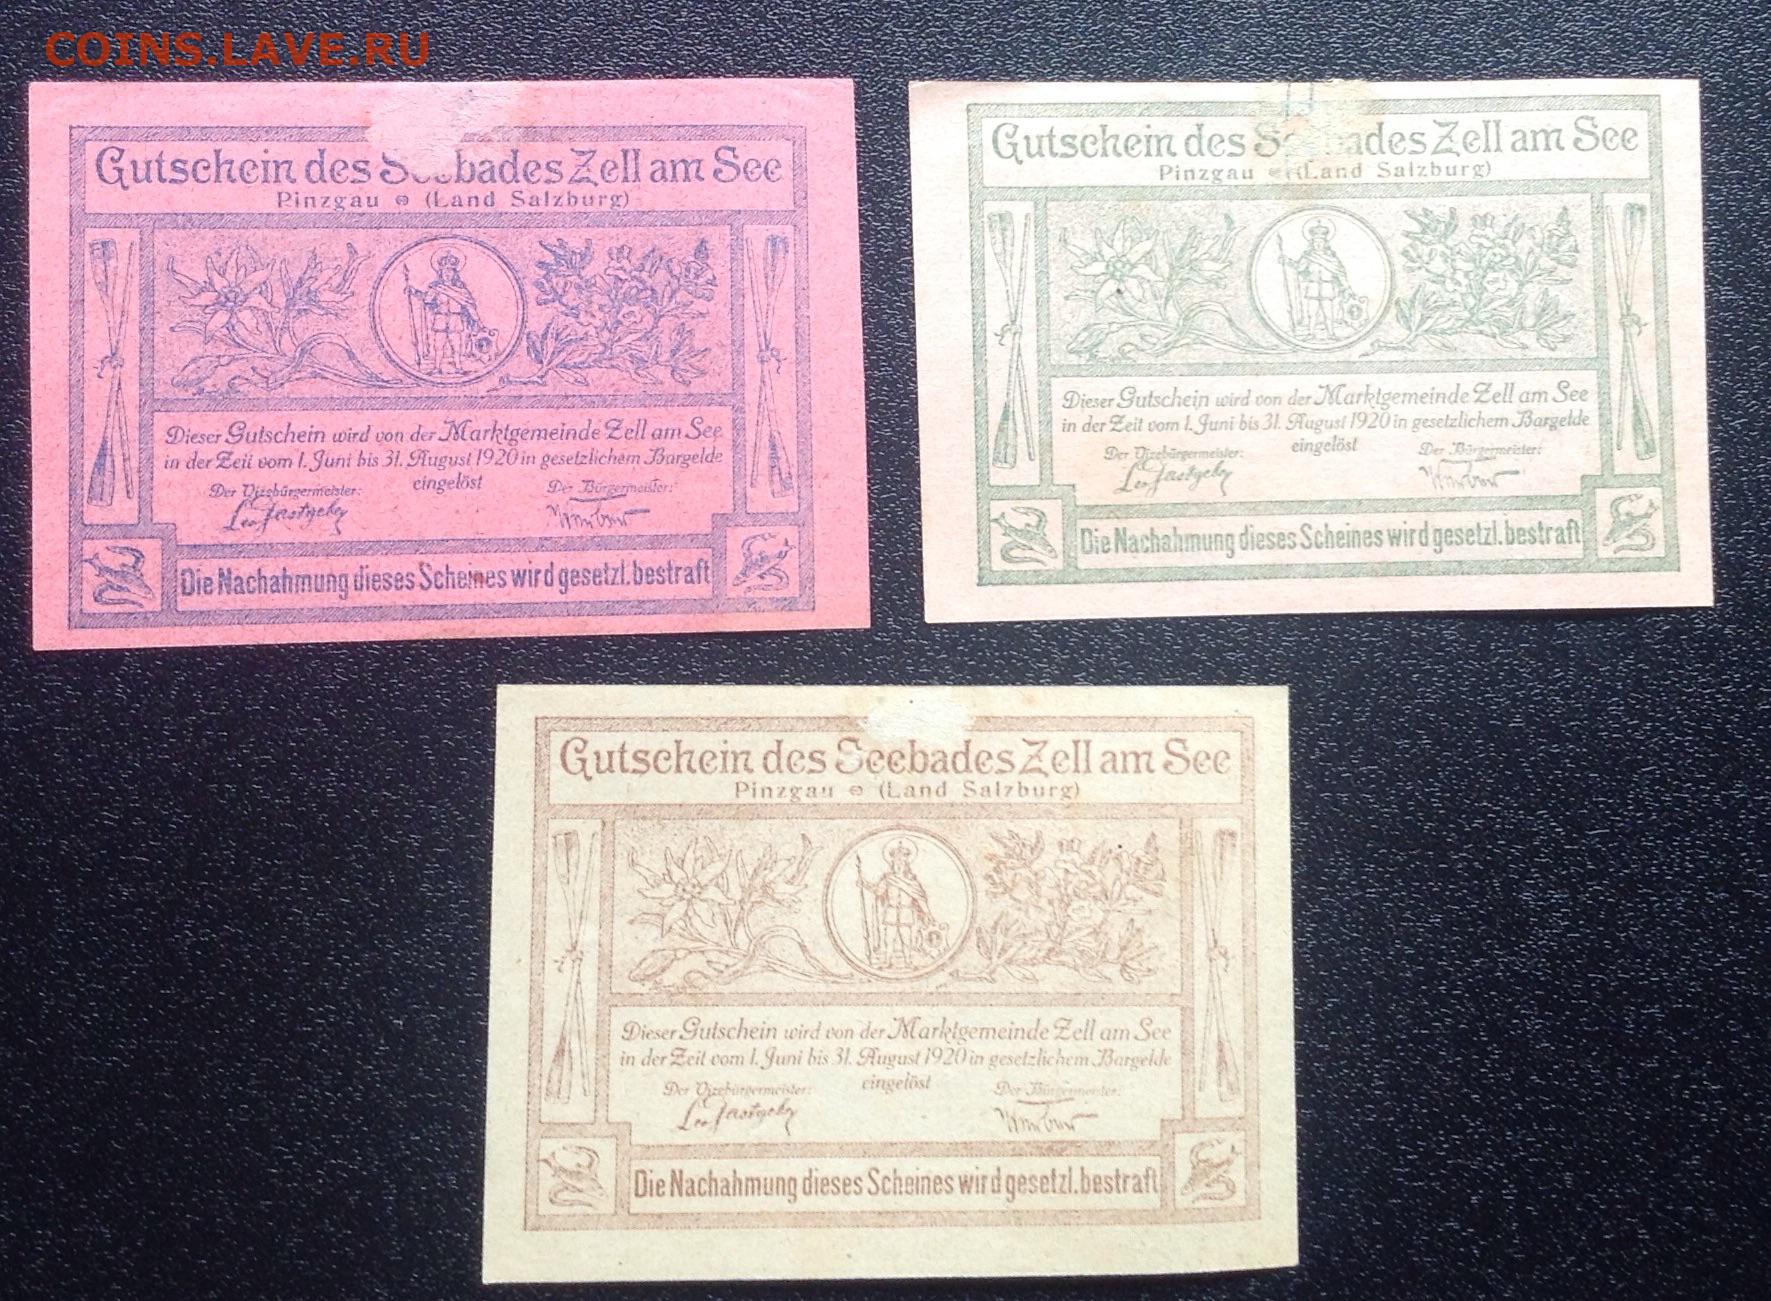 COINS.LAVE.RU
Gutschein des Seebades Zell am See
Pinzgau (Land Salzburg)
Dieser Gutschein wird von der Marktgemeinde Zell am See
in der Zeit vom 1. Juni bis 31. August 1920 in gesetzlichem Bargelde
eingelöst
Der Vizebürgermeister: Der Bürgermeister:
Die Nachahmung dieses Scheines wird gesetzl. bestraft
Gutschein des Seebades Zell am See
Pinzgau (Land Salzburg)
Dieser Gutschein wird von der Marktgemeinde Zell am See
in der Zeit vom 1. Juni bis 31. August 1920 in gesetzlichem Bargelde
eingelöst
Der Vizebürgermeister: Der Bürgermeister:
Die Nachahmung dieses Scheines wird gesetzl. bestraft
Gutschein des Seebades Zell am See
Pinzgau (Land Salzburg)
Dieser Gutschein wird von der Marktgemeinde Zell am See
in der Zeit vom 1. Juni bis 31. August 1920 in gesetzlichem Bargelde
eingelöst
Der Vizebürgermeister: Der Bürgermeister:
Die Nachahmung dieses Scheines wird gesetzl. bestraft